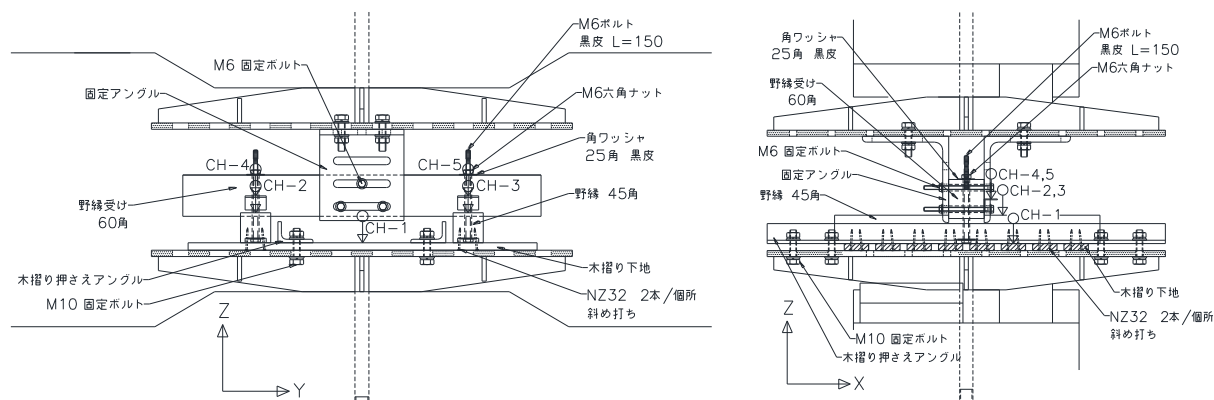 M6ボルト
黒皮 L=150
M6 固定ボルト
固定アングル
M6六角ナット
角ワッシャ
25角 黒皮
CH-4
CH-5
CH-2
CH-3
野縁受け
60角
野縁 45角
CH-1
木摺り押さえアングル
木摺り下地
M10 固定ボルト
NZ32 2本/個所
斜め打ち
Z
Y
角ワッシャ
25角 黒皮
M6ボルト
黒皮 L=150
M6六角ナット
野縁受け
60角
M6 固定ボルト
固定アングル
CH-4,5
CH-2,3
野縁 45角
CH-1
木摺り下地
NZ32 2本/個所
斜め打ち
M10 固定ボルト
木摺り押さえアングル
Z
X